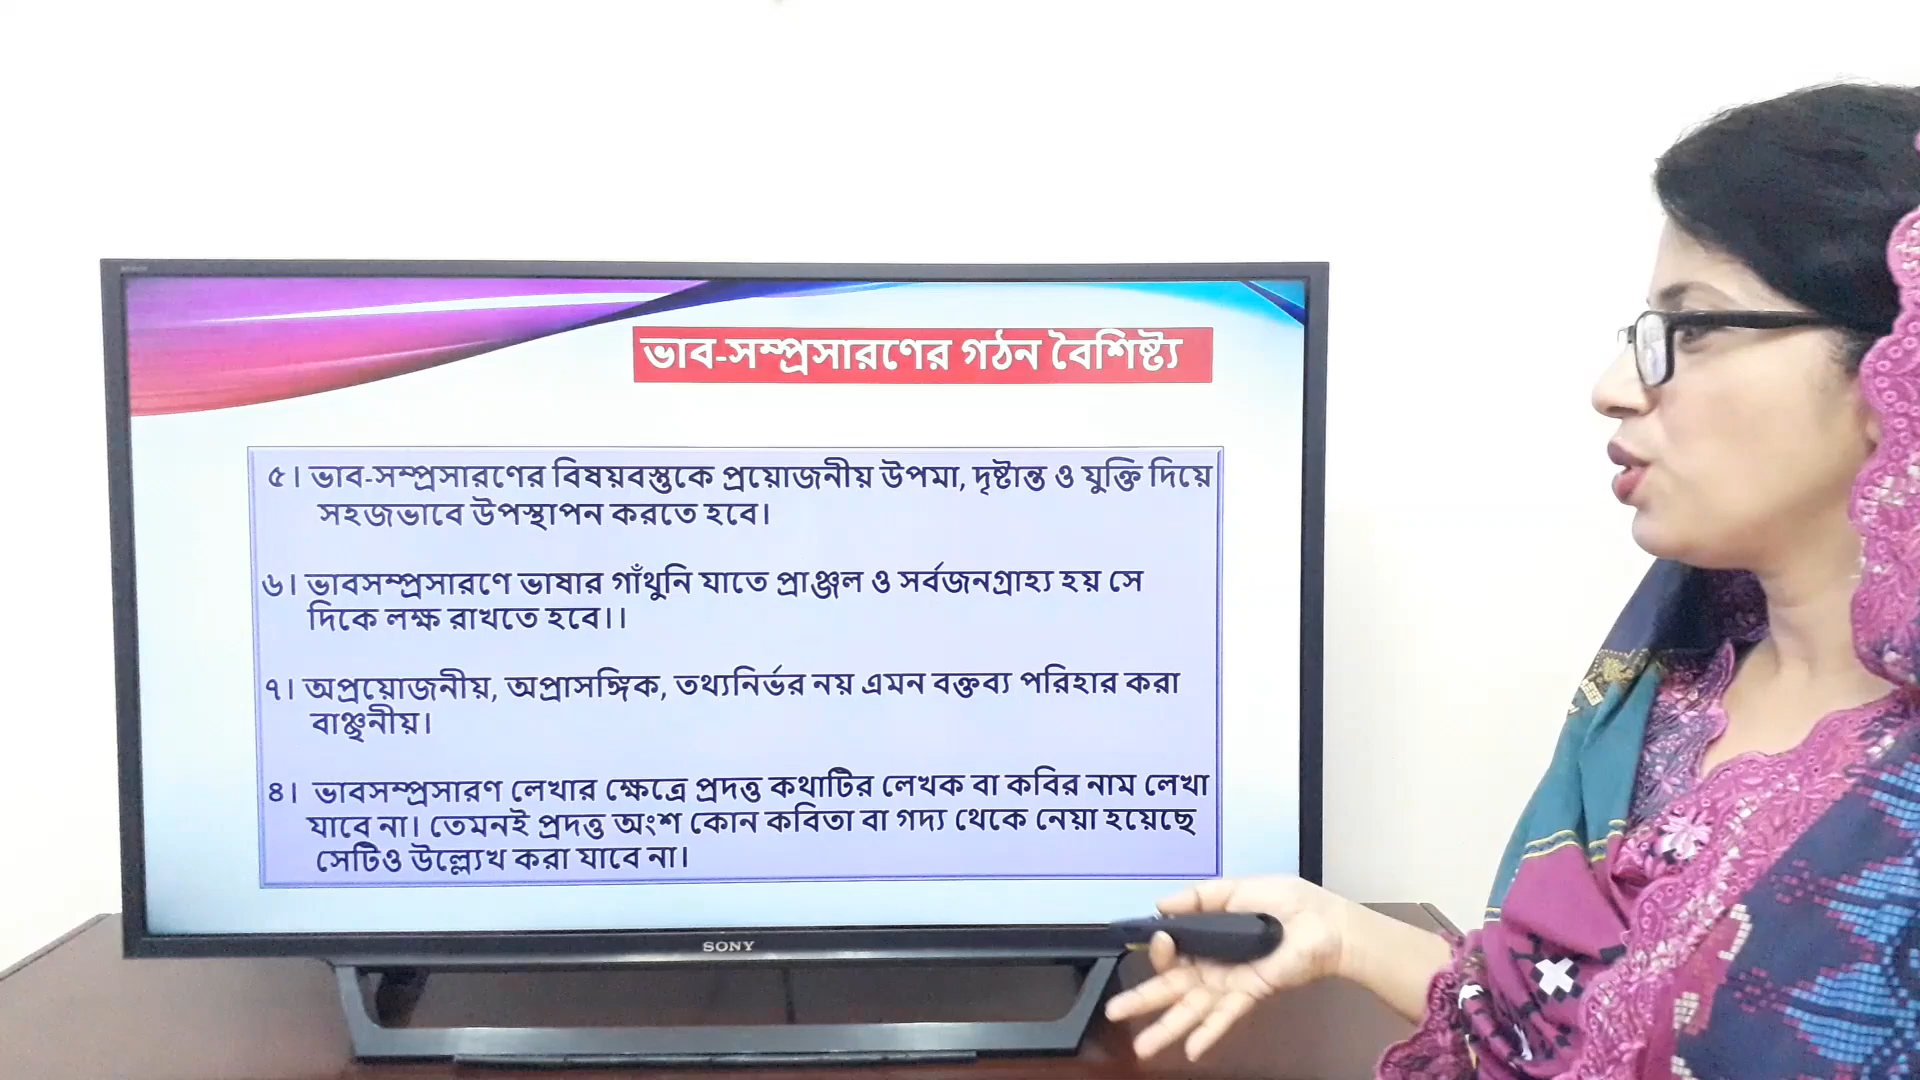 ভাব-সম্প্রসারণের গঠন বৈশিষ্ট্য
৫। ভাব-সম্প্রসারণের বিষয়বস্তুকে প্রয়োজনীয় উপমা, দৃষ্টান্ত ও যুক্তি দিয়ে
সহজভাবে উপস্থাপন করতে হবে।
৬। ভাবসম্প্রসারণে ভাষার গাঁথুনি যাতে প্রাঞ্জল ও সর্বজনগ্রাহ্য হয় সে
দিকে লক্ষ রাখতে হবে।।
৭। অপ্রয়োজনীয়, অপ্রাসঙ্গিক, তথ্যনির্ভর নয় এমন বক্তব্য পরিহার করা
বাঞ্ছনীয়।
৪। ভাবসম্প্রসারণ লেখার ক্ষেত্রে প্রদত্ত কথাটির লেখক বা কবির নাম লেখা
যাবে না। তেমনই প্রদত্ত অংশ কোন কবিতা বা গদ্য থেকে নেয়া হয়েছে
সেটিও উল্ল্যেখ করা যাবে না।
SONY